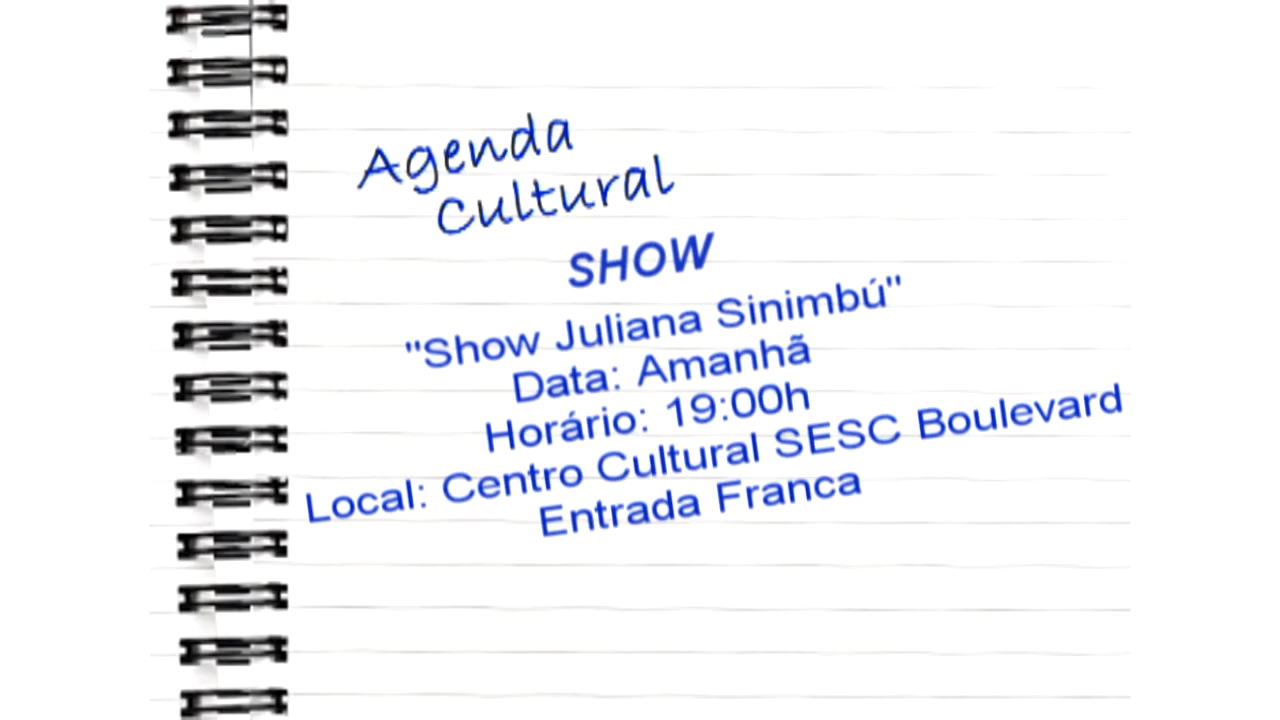 Agenda
Cultural
SHOW
"Show Juliana Sinimbú"
Data: Amanhã
Horário: 19:00h
Local: Centro Cultural SESC Boulevard
Entrada Franca